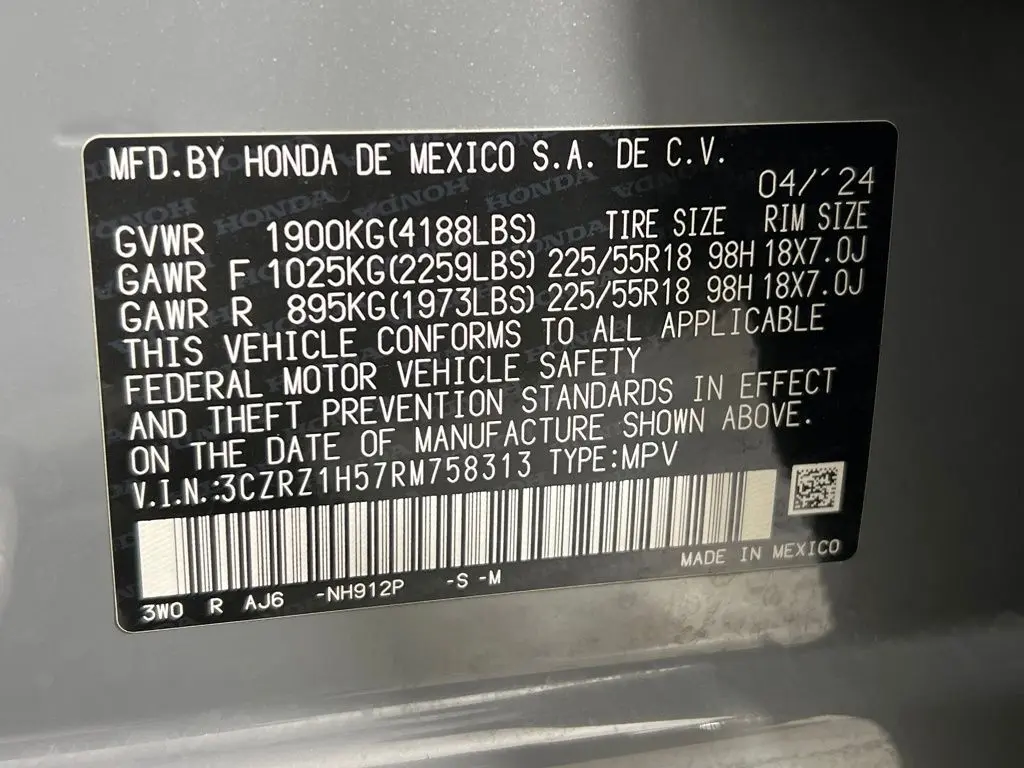 MFD.BY HONDA DE MEXICO S.A. DE C.V.
04/´24
GVWR 1900KG(4188LBS) TIRE SIZE RIM SIZE
GAWR F 1025KG(2259LBS) 225/55R18 98H 18X7.0J
GAWR R 895KG(1973LBS) 225/55R18 98H 18X7.0J
THIS VEHICLE CONFORMS TO ALL APPLICABLE
FEDERAL MOTOR VEHICLE SAFETY
AND THEFT PREVENTION STANDARDS IN EFFECT
ON THE DATE OF MANUFACTURE SHOWN ABOVE.
V.I.N.:3CZRZ1H57RM758313 TYPE:MPV
MADE IN MEXICO
3W0 R AJ6 -NH912P -S -M